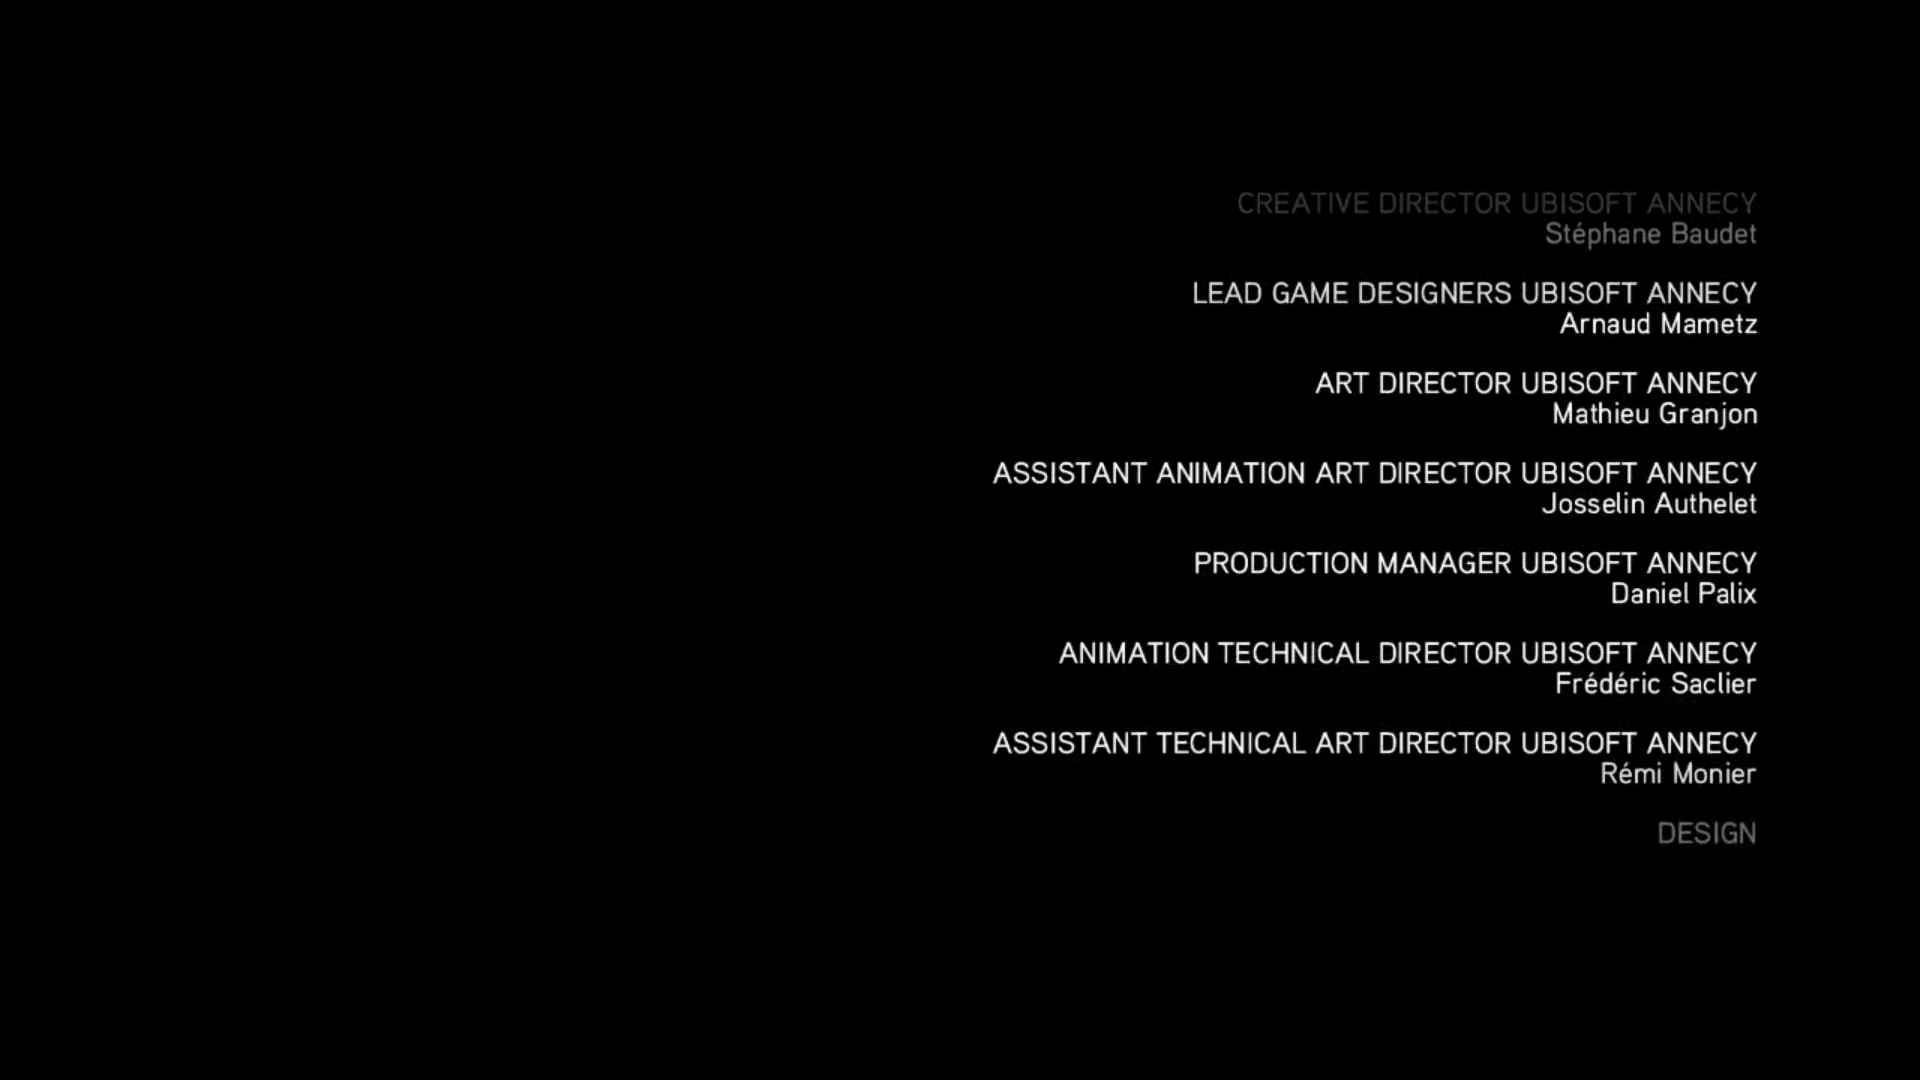 CREATIVE DIRECTOR UBISOFT ANNECY
Stéphane Baudet
LEAD GAME DESIGNERS UBISOFT ANNECY
Arnaud Mametz
ART DIRECTOR UBISOFT ANNECY
Mathieu Granjon
ASSISTANT ANIMATION ART DIRECTOR UBISOFT ANNECY
Josselin Authelet
PRODUCTION MANAGER UBISOFT ANNECY
Daniel Palix
ANIMATION TECHNICAL DIRECTOR UBISOFT ANNECY
Frédéric Saclier
ASSISTANT TECHNICAL ART DIRECTOR UBISOFT ANNECY
Rémi Monier
DESIGN